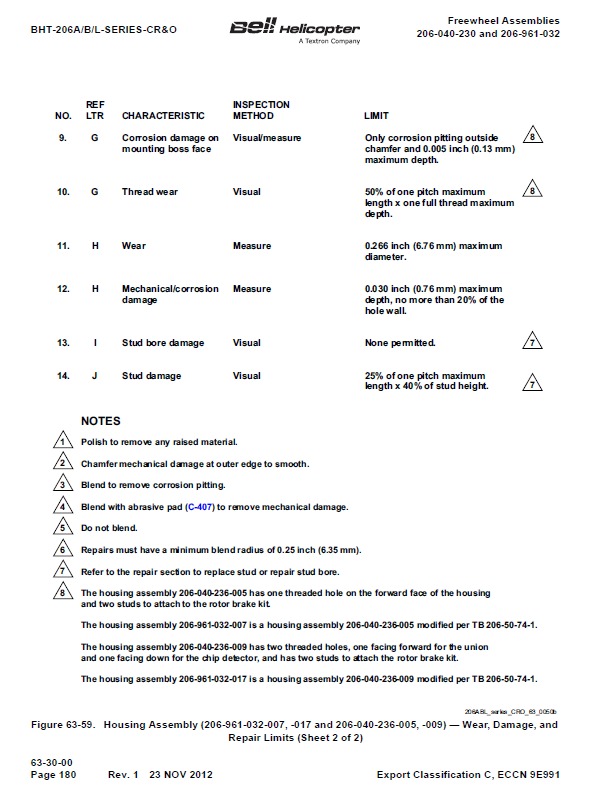 BHT-206A/B/L-SERIES-CR&O
Bell Helicopter
A Textron Company
Freewheel Assemblies
206-040-230 and 206-961-032
REF INSPECTION
NO. LTR CHARACTERISTIC METHOD LIMIT
9. G Corrosion damage on Visual/measure Only corrosion pitting outside 8
mounting boss face chamfer and 0.005 inch (0.13 mm)
maximum depth.
10. G Thread wear Visual 50% of one pitch maximum 8
length x one full thread maximum
depth.
11. H Wear Measure 0.266 inch (6.76 mm) maximum
diameter.
12. H Mechanical/corrosion Measure 0.030 inch (0.76 mm) maximum
damage depth, no more than 20% of the
hole wall.
13. I Stud bore damage Visual None permitted. 7
14. J Stud damage Visual 25% of one pitch maximum
length x 40% of stud height. 7
NOTES
1 Polish to remove any raised material.
2 Chamfer mechanical damage at outer edge to smooth.
3 Blend to remove corrosion pitting.
4 Blend with abrasive pad (C-407) to remove mechanical damage.
5 Do not blend.
6 Repairs must have a minimum blend radius of 0.25 inch (6.35 mm).
7 Refer to the repair section to replace stud or repair stud bore.
8 The housing assembly 206-040-236-005 has one threaded hole on the forward face of the housing
and two studs to attach to the rotor brake kit.
The housing assembly 206-961-032-007 is a housing assembly 206-040-236-005 modified per TB 206-50-74-1.
The housing assembly 206-040-236-009 has two threaded holes, one facing forward for the union
and one facing down for the chip detector, and has two studs to attach the rotor brake kit.
The housing assembly 206-961-032-017 is a housing assembly 206-040-236-009 modified per TB 206-50-74-1.
206ABL_series_CRO_63_0050b
Figure 63-59. Housing Assembly (206-961-032-007, -017 and 206-040-236-005, -009) — Wear, Damage, and
Repair Limits (Sheet 2 of 2)
63-30-00
Page 180 Rev. 1 23 NOV 2012 Export Classification C, ECCN 9E991